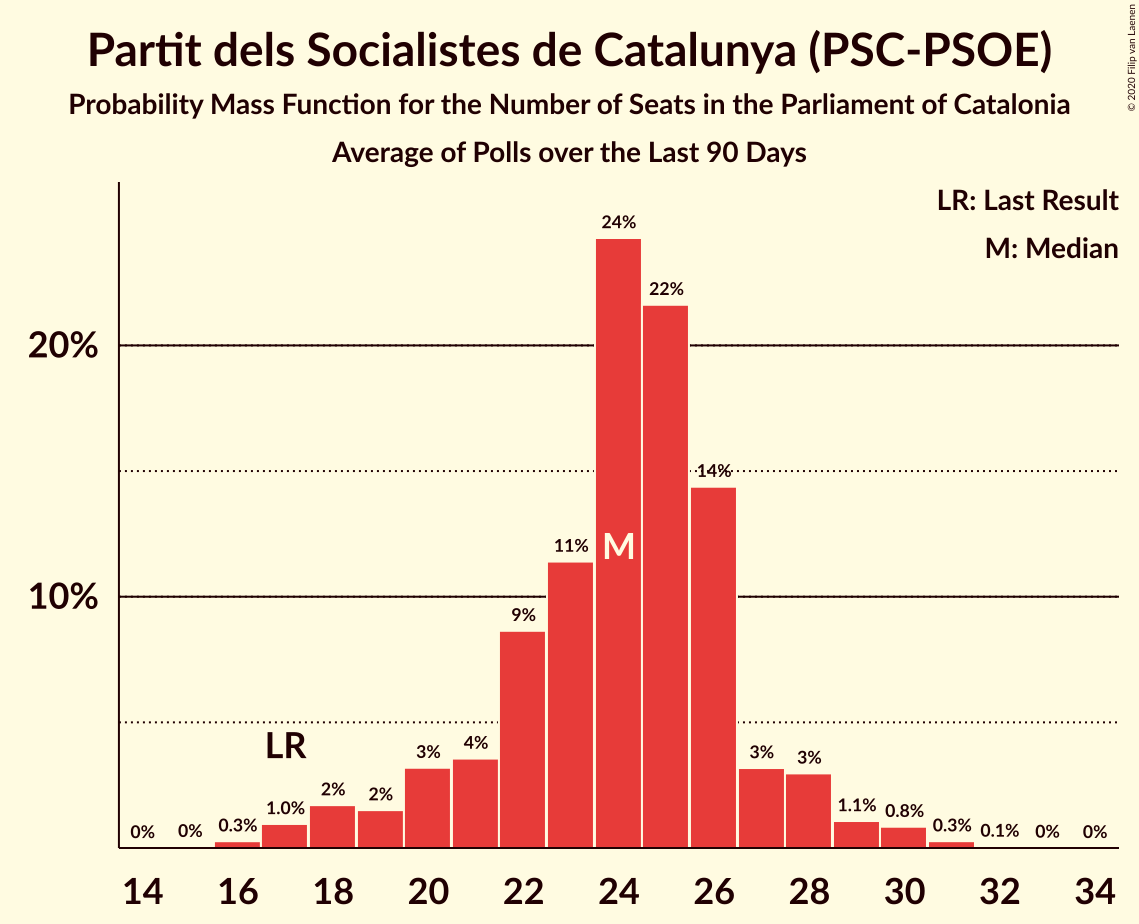 Partit dels Socialistes de Catalunya (PSC-PSOE)
Probability Mass Function for the Number of Seats in the Parliament of Catalonia
Average of Polls over the Last 90 Days
© 2020 Filip van Laenen
LR: Last Result
M: Median
20%
10%
0%
0%
0.3%
1.0%
LR
2%
2%
3%
4%
9%
11%
24%
M
22%
14%
3%
3%
1.1%
0.8%
0.3%
0.1%
0%
0%
14 16 18 20 22 24 26 28 30 32 34